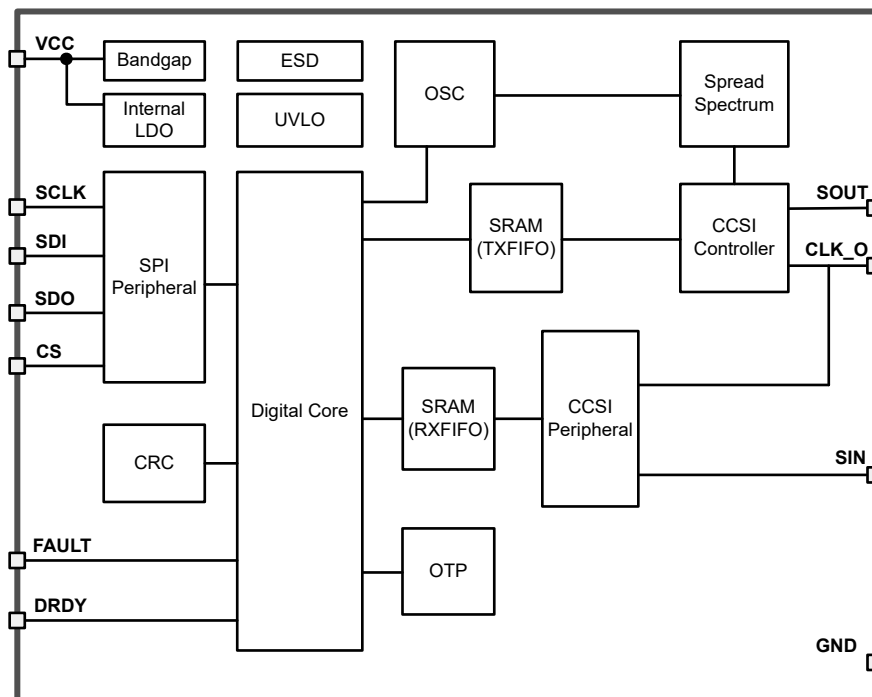 VCC
Bandgap
ESD
OSC
Spread
Spectrum
Internal
LDO
UVLO
SCLK
SDI
SDO
CS
SPI
Peripheral
SRAM
(TXFIFO)
CCSI
Controller
SOUT
CLK_O
Digital Core
SRAM
(RXFIFO)
CCSI
Peripheral
SIN
CRC
FAULT
DRDY
OTP
GND